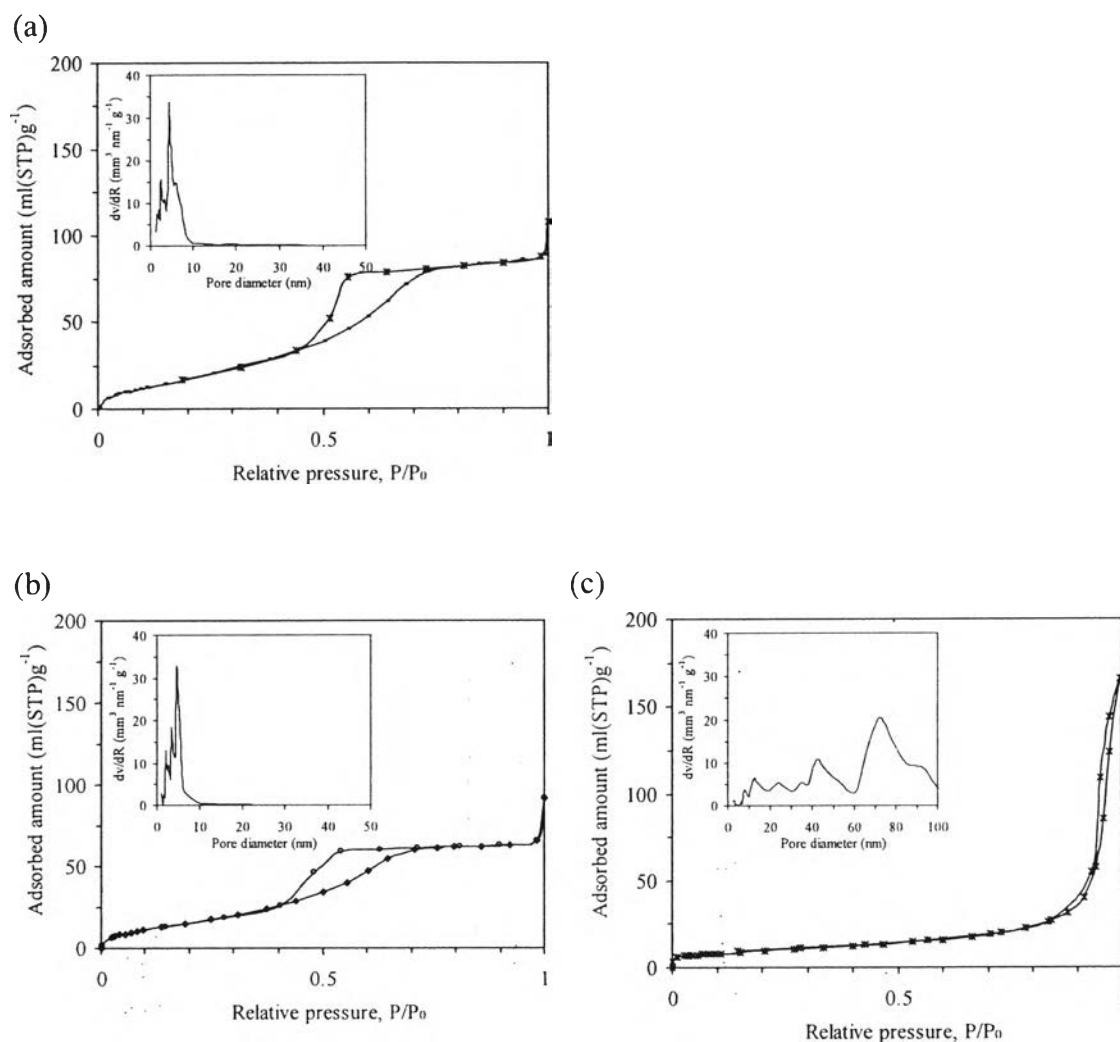 (a)
200
150
100
50
0
Adsorbed amount (ml(STP)g⁻¹)
0
0.5
1
Relative pressure, P/P₀
40
30
20
10
0
dv/dR (mm³ nm⁻¹ g⁻¹)
0 10 20 30 40 50
Pore diameter (nm)
(b)
200
150
100
50
0
Adsorbed amount (ml(STP)g⁻¹)
0
0.5
1
Relative pressure, P/P₀
40
30
20
10
0
dv/dR (mm³ nm⁻¹ g⁻¹)
0 10 20 30 40 50
Pore diameter (nm)
(c)
200
150
100
50
0
Adsorbed amount (ml(STP)g⁻¹)
0
0.5
Relative pressure, P/P₀
40
30
20
10
0
dv/dR (mm³ nm⁻¹ g⁻¹)
0 20 40 60 80 100
Pore diameter (nm)